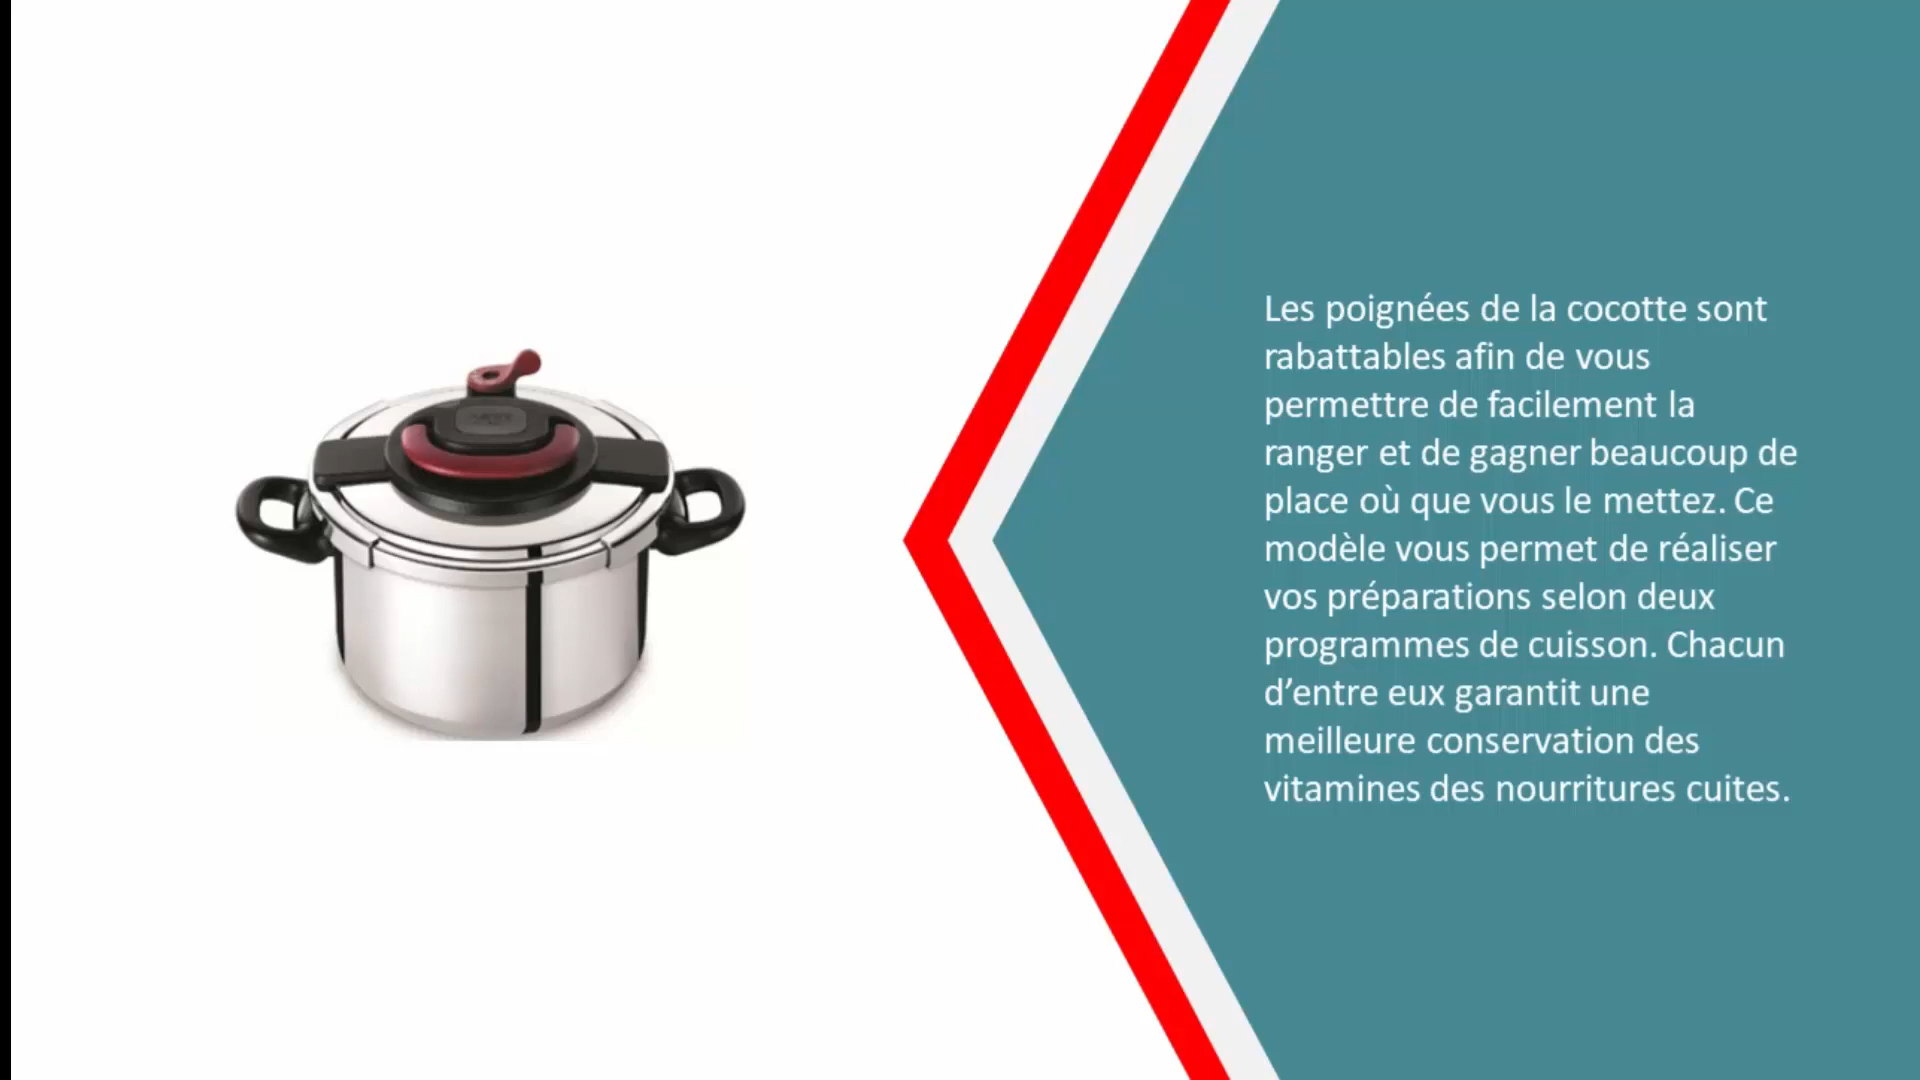 Les poignées de la cocotte sont
rabattables afin de vous
permettre de facilement la
ranger et de gagner beaucoup de
place où que vous le mettez. Ce
modèle vous permet de réaliser
vos préparations selon deux
programmes de cuisson. Chacun
d’entre eux garantit une
meilleure conservation des
vitamines des nourritures cuites.